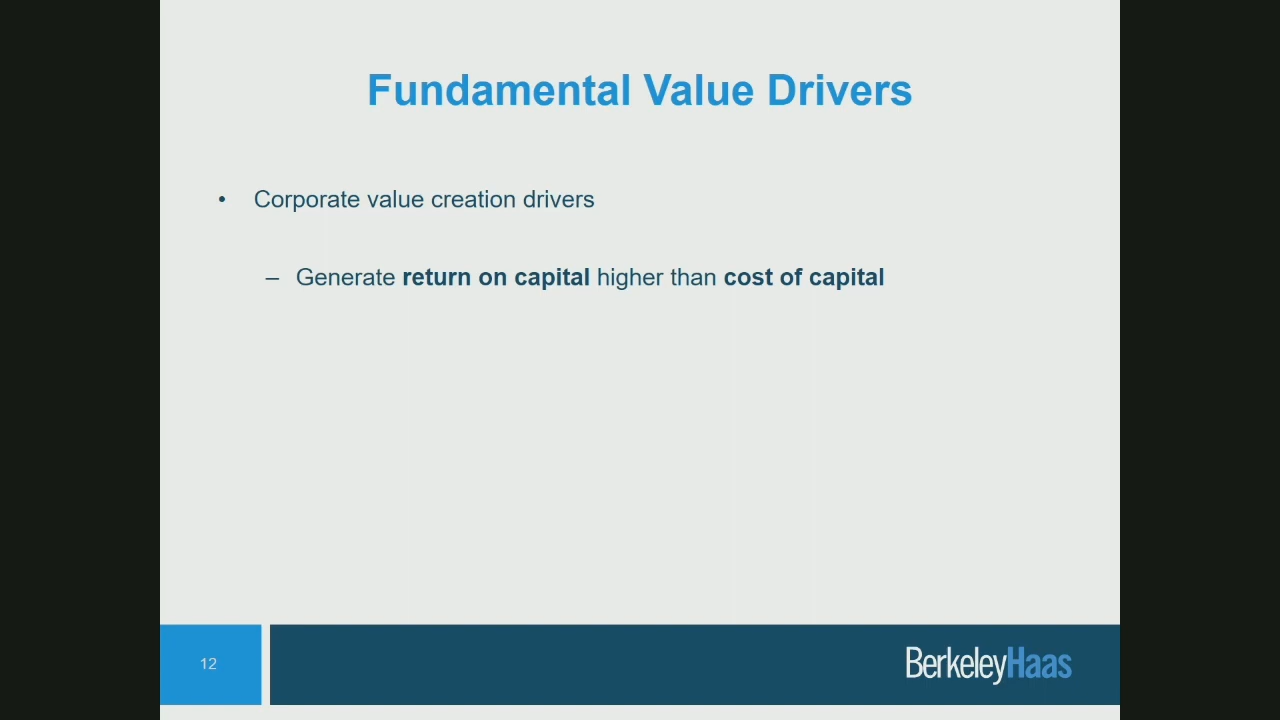 Fundamental Value Drivers
• Corporate value creation drivers
– Generate return on capital higher than cost of capital
12
BerkeleyHaas